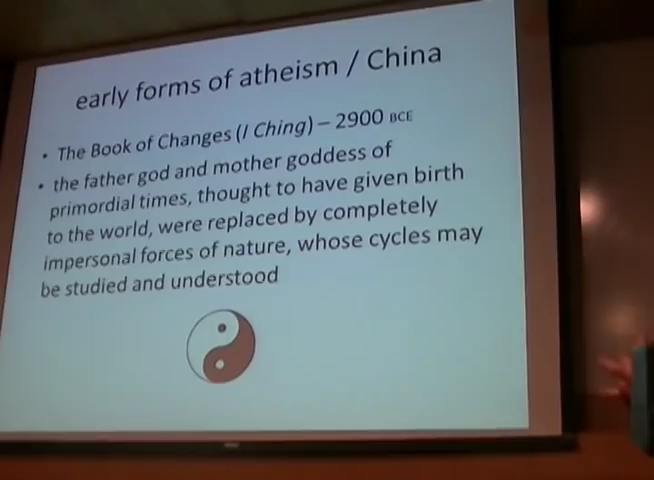 early forms of atheism / China
• The Book of Changes (I Ching) – 2900 BCE
• the father god and mother goddess of
primordial times, thought to have given birth
to the world, were replaced by completely
impersonal forces of nature, whose cycles may
be studied and understood